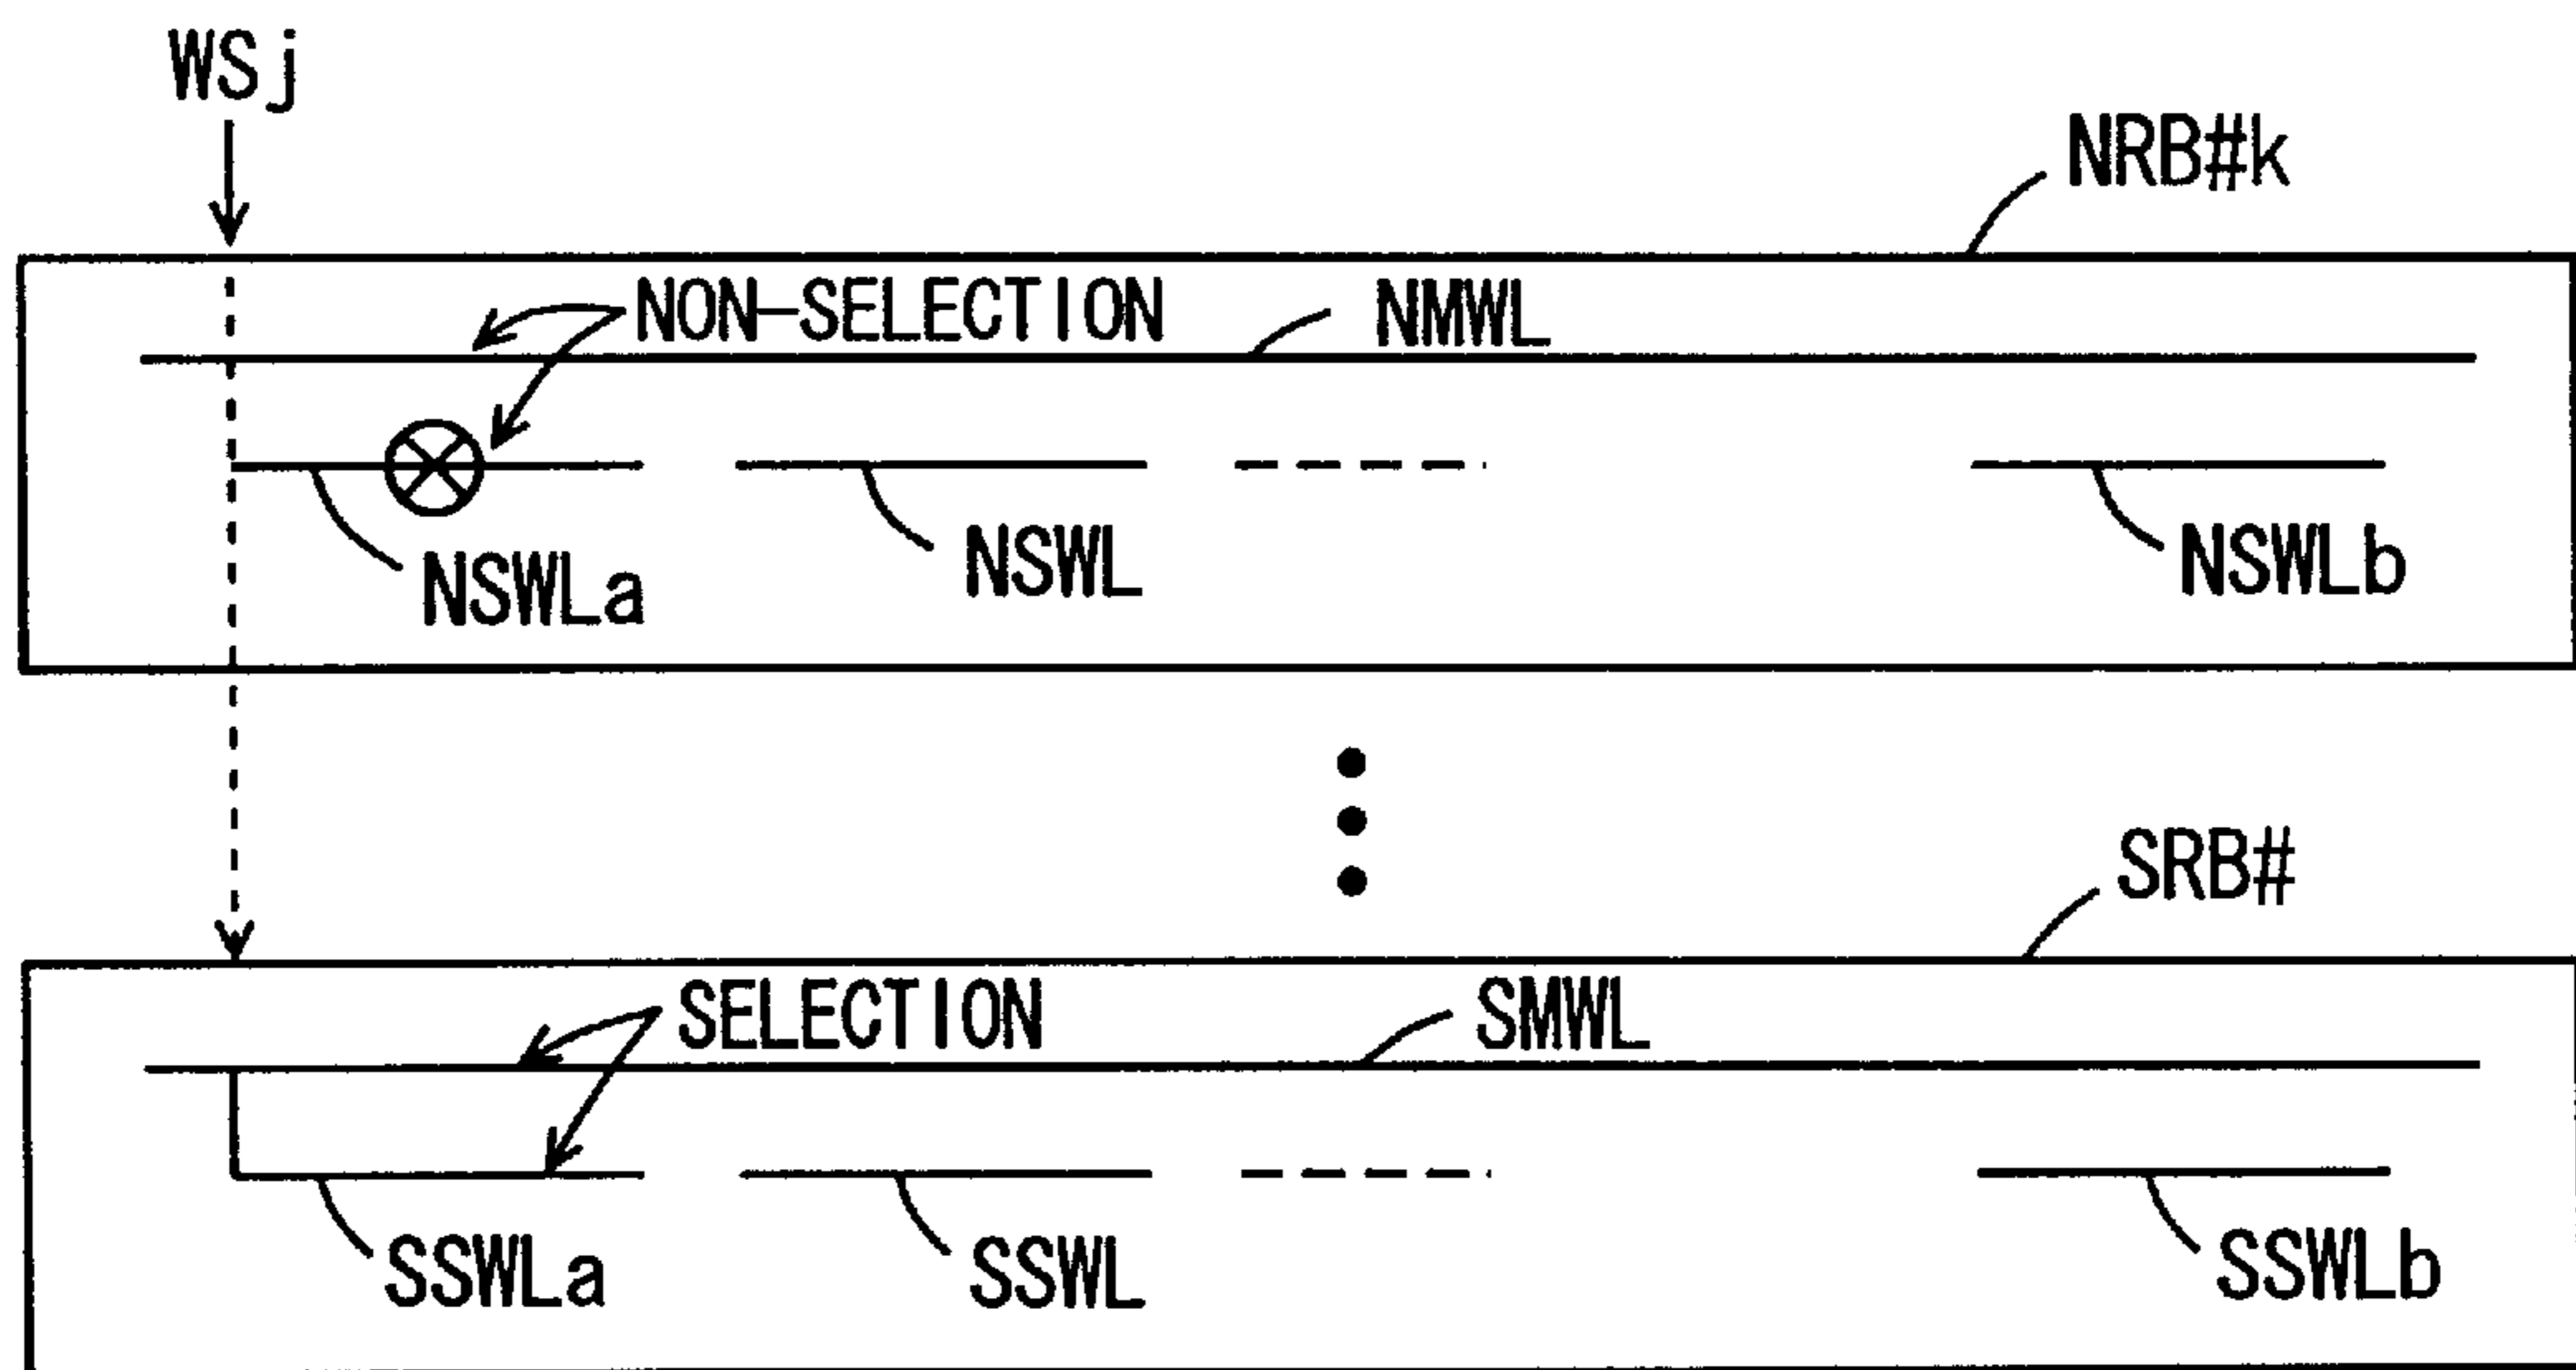 WSj
NRB#k
NON-SELECTION
NMWL
NSWLa
NSWL
NSWLb
SRB#
SELECTION
SMWL
SSWLa
SSWL
SSWLb